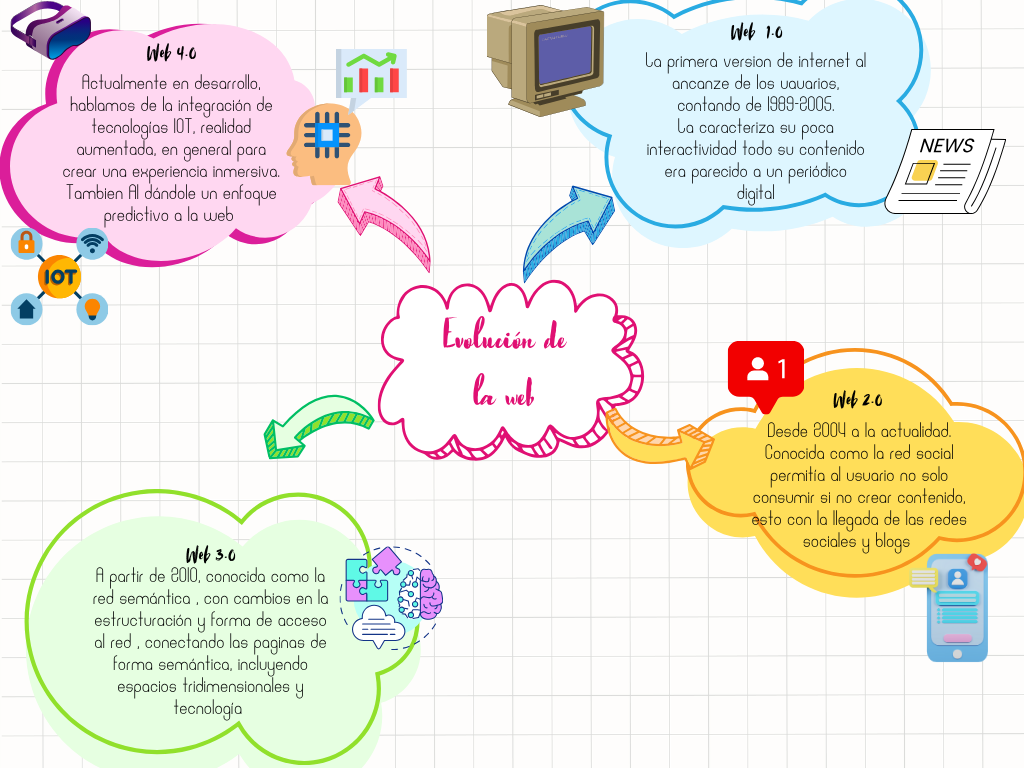 Evolución de
la web
Web 1.0
La primera version de internet al
ancanze de los uauarios,
contando de 1989-2005.
La caracteriza su poca
interactividad todo su contenido
era parecido a un periódico
digital
NEWS
1
Web 2.0
Desde 2004 a la actualidad.
Conocida como la red social
permitia al usuario no solo
consumir si no crear contenido,
esto con la llegada de las redes
sociales y blogs
Web 3.0
A partir de 2010, conocida como la
red semántica , con cambios en la
estructuración y forma de acceso
al red , conectando las paginas de
forma semántica, incluyendo
espacios tridimensionales y
tecnología
Web 4.0
Actualmente en desarrollo,
hablamos de la integración de
tecnologías IOT, realidad
aumentada, en general para
crear una experiencia inmersiva.
Tambien AI dándole un enfoque
predictivo a la web
IOT